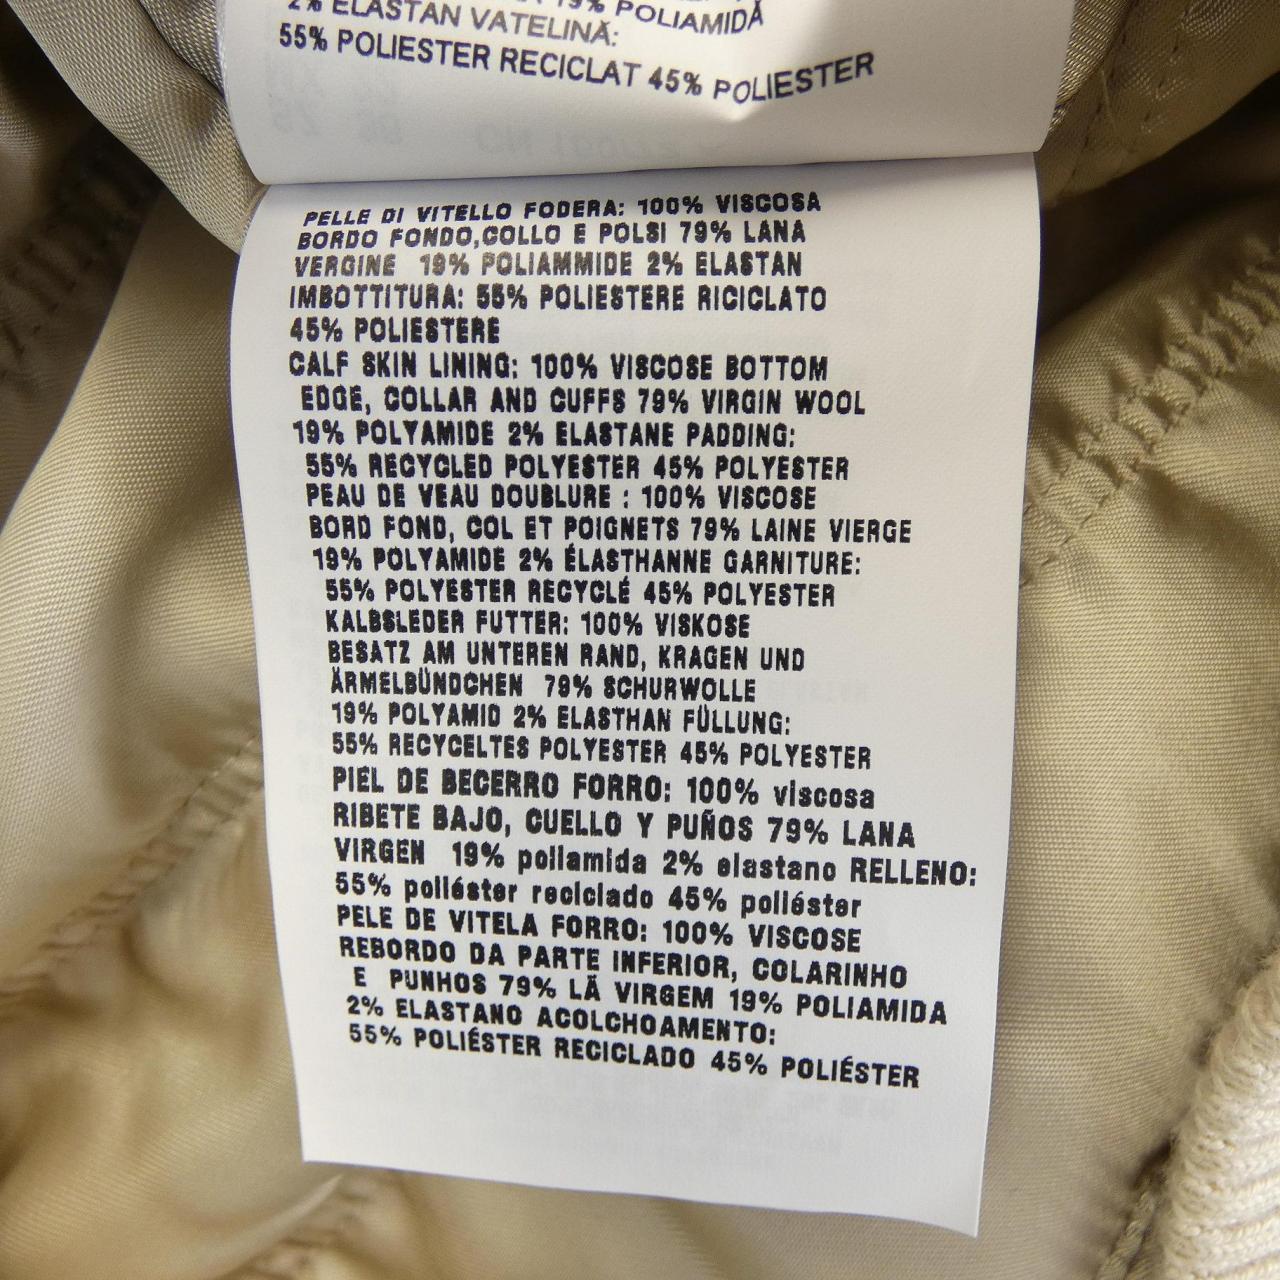 19% POLIAMIDĂ
2% ELASTAN VATELINĂ:
55% POLIESTER RECICLAT 45% POLIESTER
PELLE DI VITELLO FODERA: 100% VISCOSA
BORDO FONDO,COLLO E POLSI 79% LANA
VERGINE 19% POLIAMMIDE 2% ELASTAN
IMBOTTITURA: 55% POLIESTERE RICICLATO
45% POLIESTERE
CALF SKIN LINING: 100% VISCOSE BOTTOM
EDGE, COLLAR AND CUFFS 79% VIRGIN WOOL
19% POLYAMIDE 2% ELASTANE PADDING:
55% RECYCLED POLYESTER 45% POLYESTER
PEAU DE VEAU DOUBLURE : 100% VISCOSE
BORD FOND, COL ET POIGNETS 79% LAINE VIERGE
19% POLYAMIDE 2% ÉLASTHANNE GARNITURE:
55% POLYESTER RECYCLÉ 45% POLYESTER
KALBSLEDER FUTTER: 100% VISKOSE
BESATZ AM UNTEREN RAND, KRAGEN UND
ÄRMELBÜNDCHEN 79% SCHURWOLLE
19% POLYAMID 2% ELASTHAN FÜLLUNG:
55% RECYCELTES POLYESTER 45% POLYESTER
PIEL DE BECERRO FORRO: 100% viscosa
RIBETE BAJO, CUELLO Y PUÑOS 79% LANA
VIRGEN 19% poliamida 2% elastano RELLENO:
55% poliéster reciclado 45% poliéster
PELE DE VITELA FORRO: 100% VISCOSE
REBORDO DA PARTE INFERIOR, COLARINHO
E PUNHOS 79% LÃ VIRGEM 19% POLIAMIDA
2% ELASTANO ACOLCHOAMENTO:
55% POLIÉSTER RECICLADO 45% POLIÉSTER